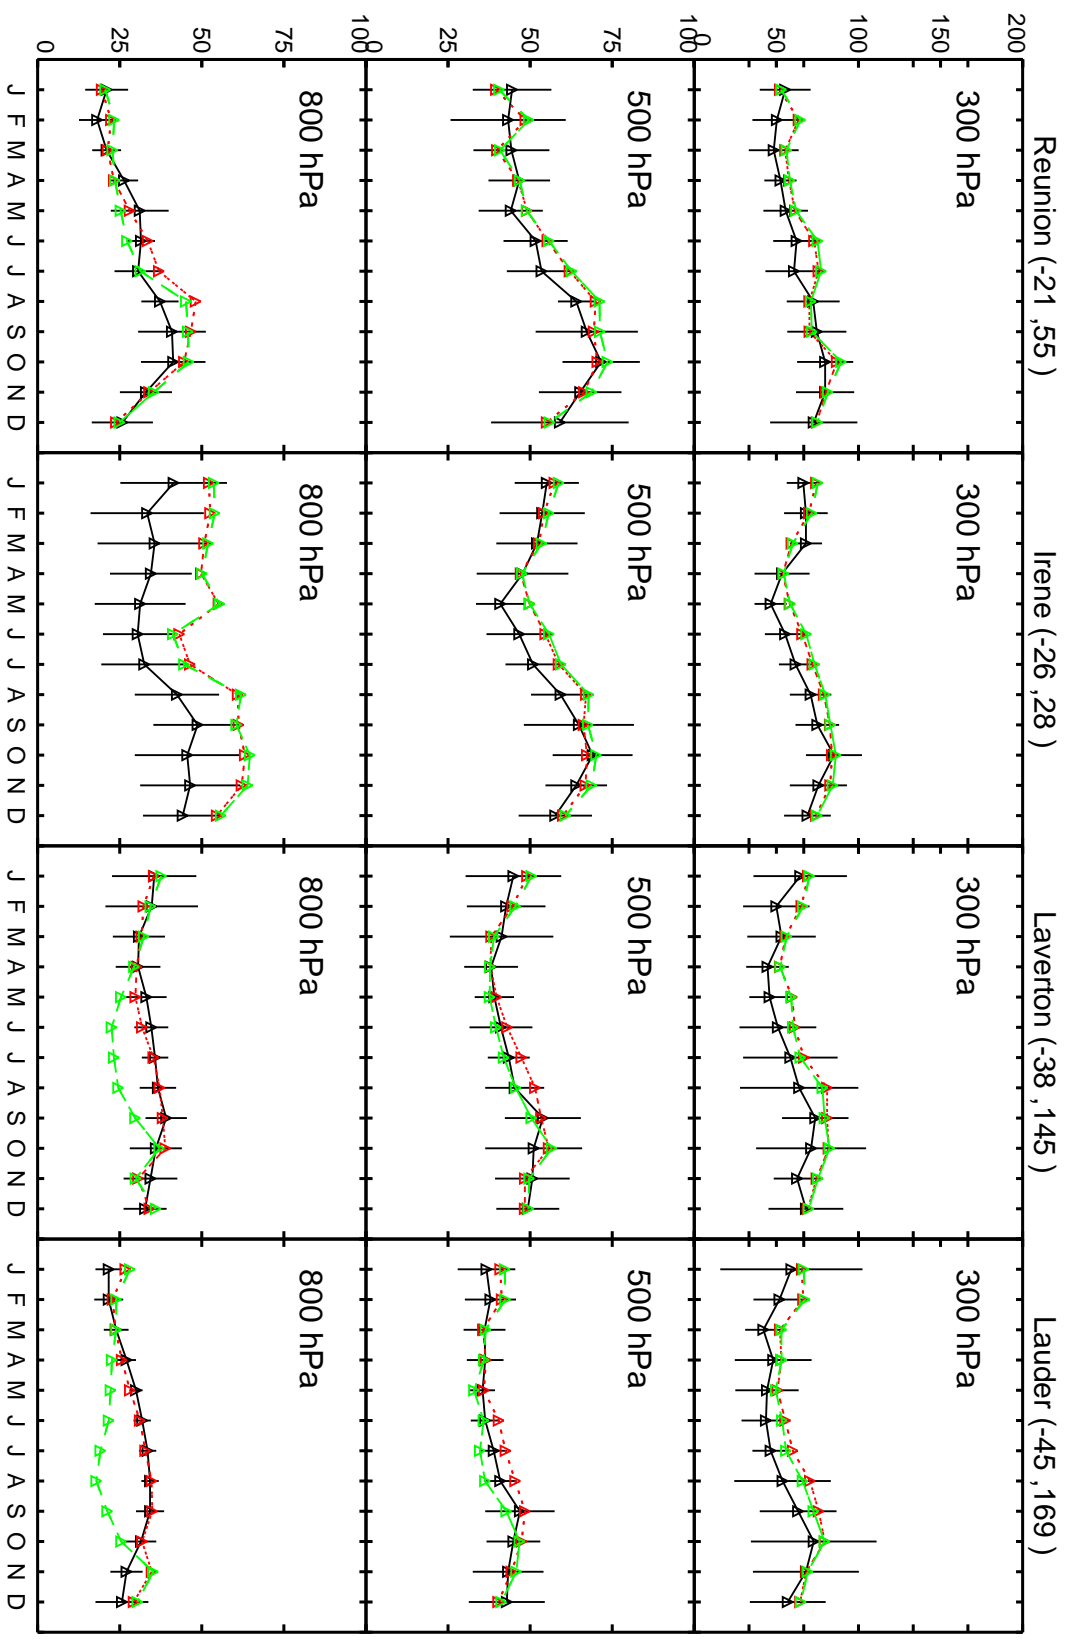 Reunion (-21 ,55)
Irene (-26 ,28 )
Laverton (-38 ,145 )
Lauder (-45 ,169 )
200
150
100
50
0
300 hPa
300 hPa
300 hPa
300 hPa
100
75
50
25
0
500 hPa
500 hPa
500 hPa
500 hPa
100
75
50
25
0
800 hPa
800 hPa
800 hPa
800 hPa
J F M A M J J A S O N D
J F M A M J J A S O N D
J F M A M J J A S O N D
J F M A M J J A S O N D